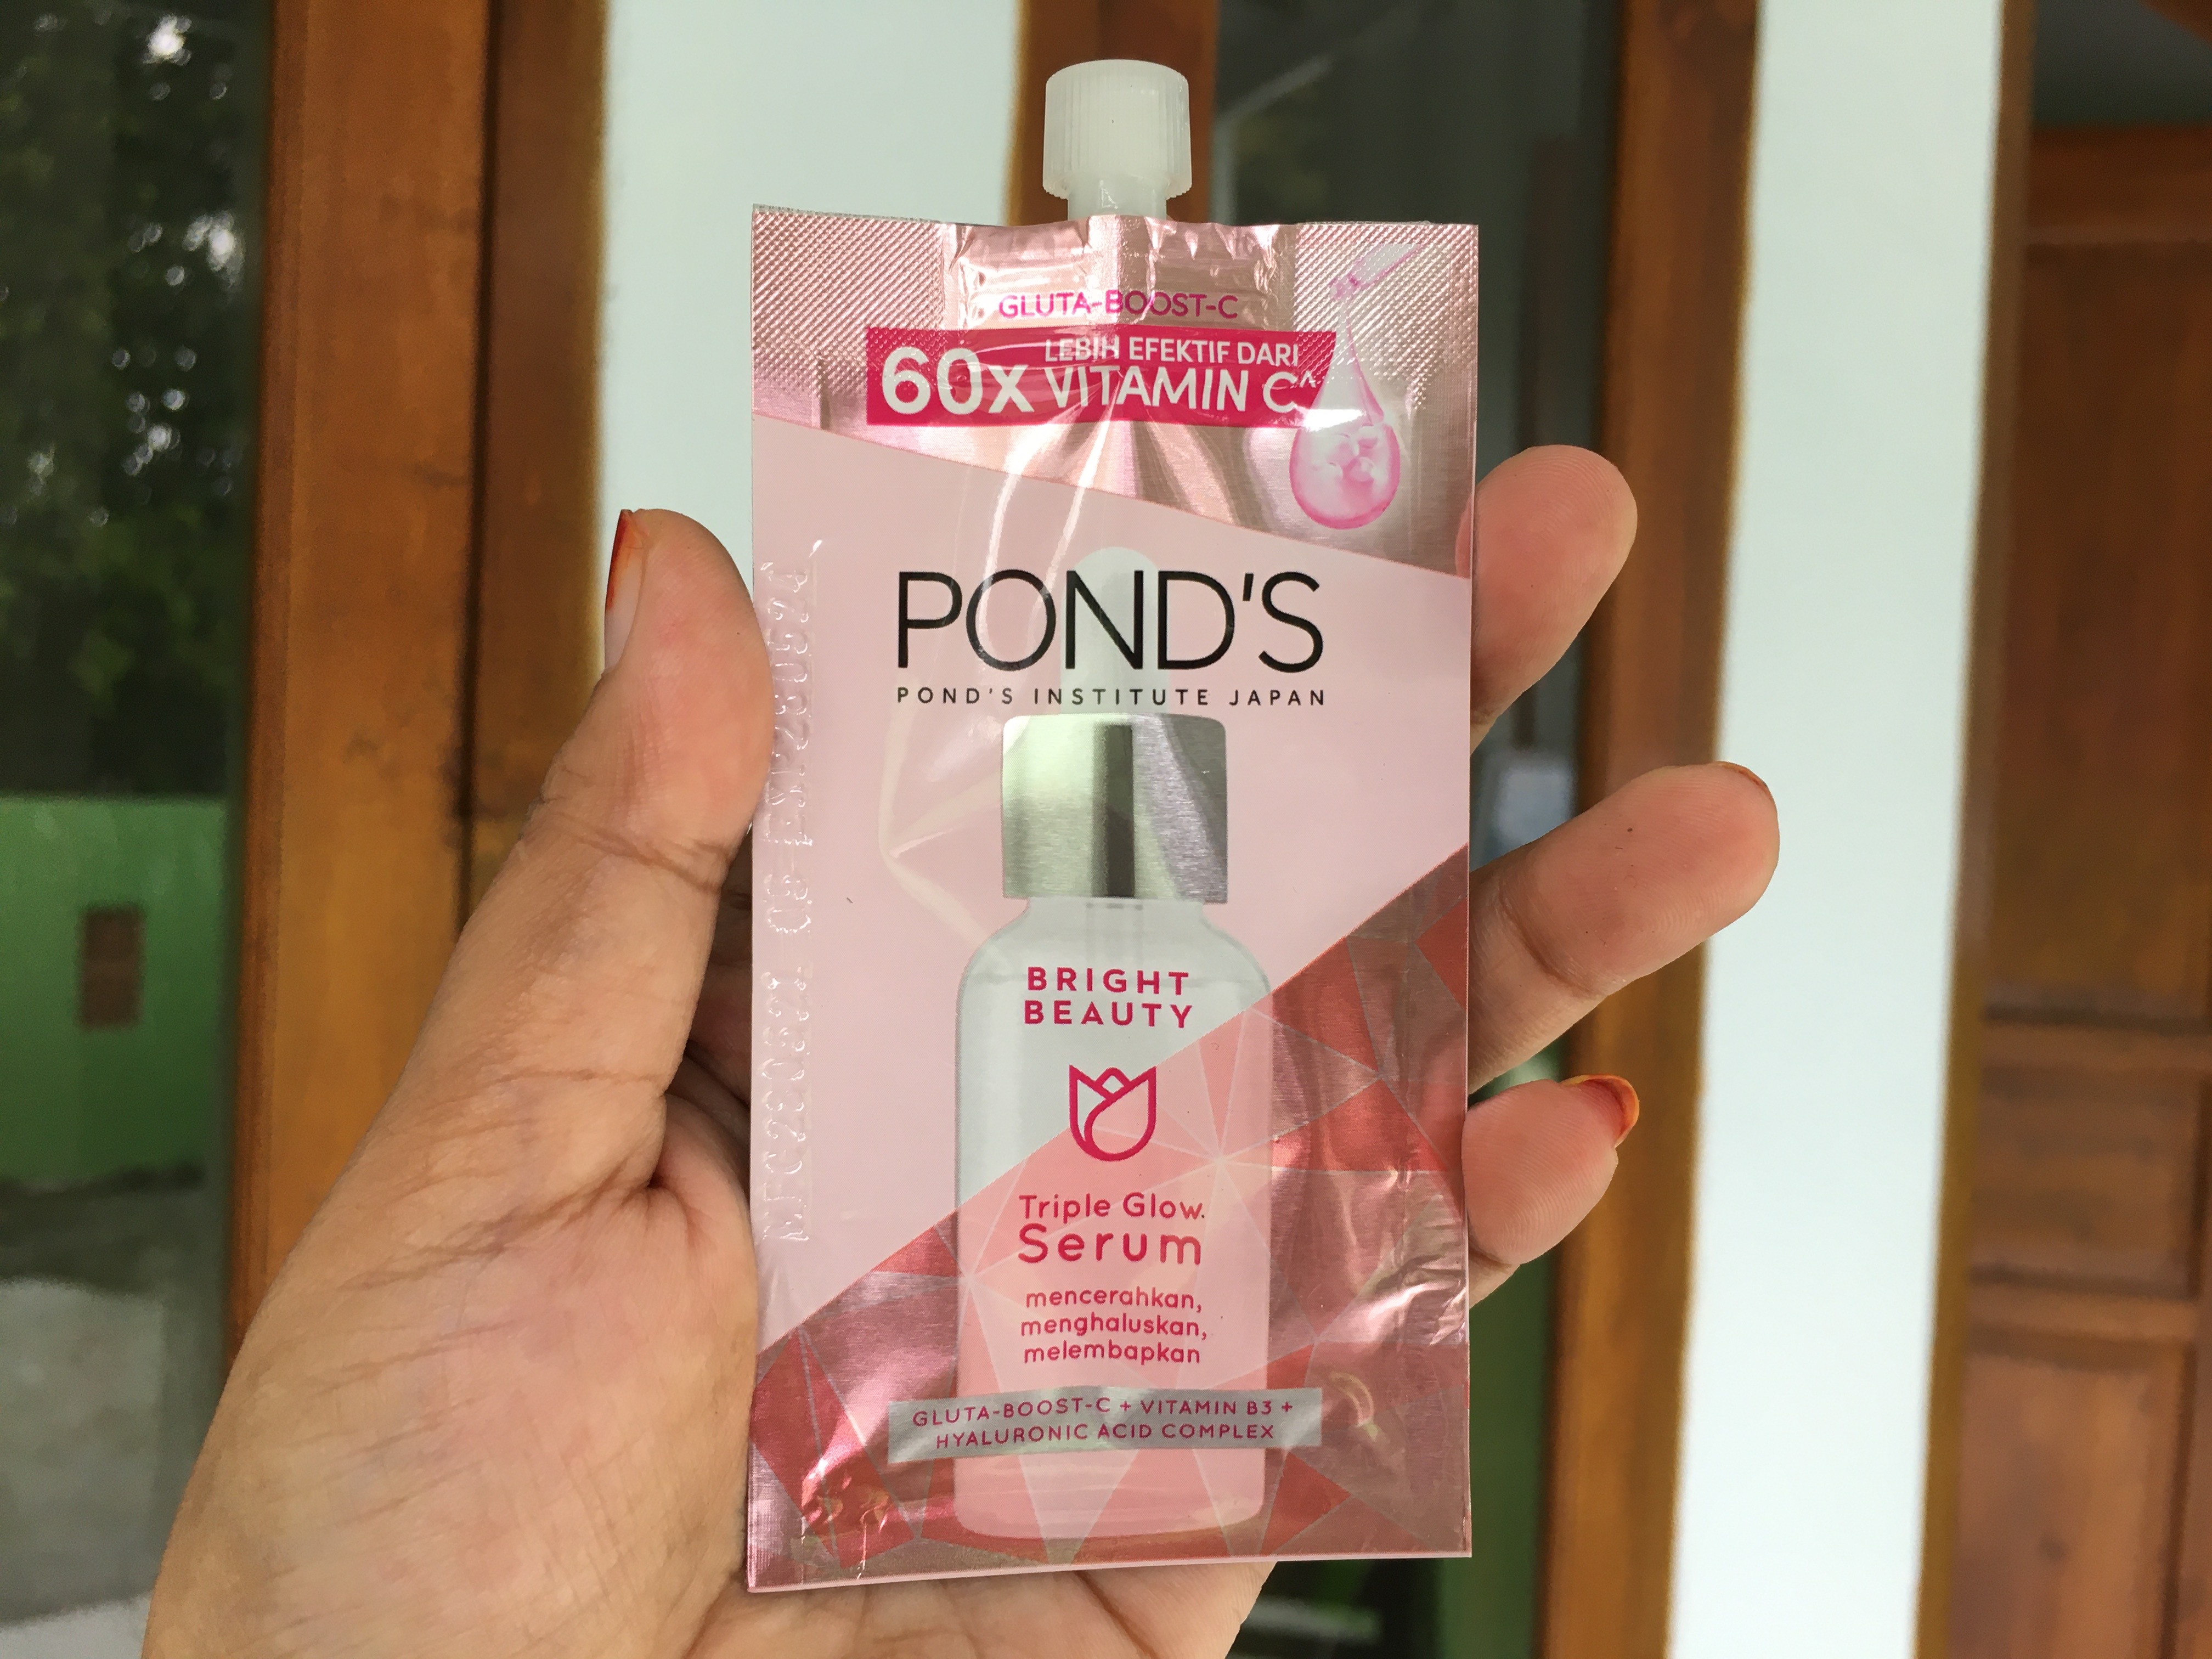 GLUTA-BOOST-C
60x LEBIH EFEKTIF DARI
VITAMIN C^
POND'S
POND'S INSTITUTE JAPAN
BRIGHT
BEAUTY
Triple Glow
Serum
mencerahkan,
menghaluskan,
melembapkan
GLUTA-BOOST-C + VITAMIN B3 +
HYALURONIC ACID COMPLEX